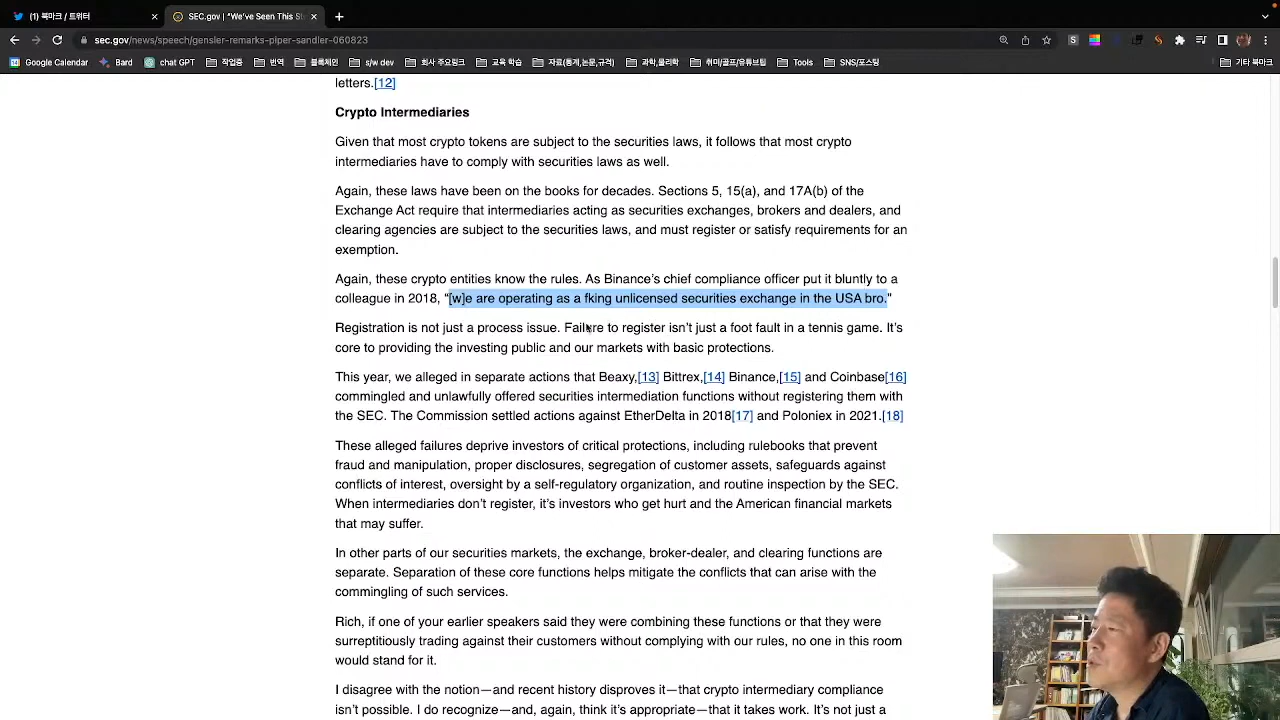 (1) 북마크 / 트위터
SEC.gov | "We've Seen This St
sec.gov/news/speech/gensler-remarks-piper-sandler-060823
Google Calendar
Bard
chat GPT
작업중
번역
블록체인
s/w dev
회사·주요링크
교육·학습
자료(통계,논문,규격)
과학,물리학
취미/골프/유튜브팁
Tools
SNS/포스팅
기타 북마크
letters.[12]
Crypto Intermediaries
Given that most crypto tokens are subject to the securities laws, it follows that most crypto
intermediaries have to comply with securities laws as well.
Again, these laws have been on the books for decades. Sections 5, 15(a), and 17A(b) of the
Exchange Act require that intermediaries acting as securities exchanges, brokers and dealers, and
clearing agencies are subject to the securities laws, and must register or satisfy requirements for an
exemption.
Again, these crypto entities know the rules. As Binance's chief compliance officer put it bluntly to a
colleague in 2018, "[w]e are operating as a fking unlicensed securities exchange in the USA bro."
Registration is not just a process issue. Failure to register isn't just a foot fault in a tennis game. It's
core to providing the investing public and our markets with basic protections.
This year, we alleged in separate actions that Beaxy,[13] Bittrex,[14] Binance,[15] and Coinbase[16]
commingled and unlawfully offered securities intermediation functions without registering them with
the SEC. The Commission settled actions against EtherDelta in 2018[17] and Poloniex in 2021.[18]
These alleged failures deprive investors of critical protections, including rulebooks that prevent
fraud and manipulation, proper disclosures, segregation of customer assets, safeguards against
conflicts of interest, oversight by a self-regulatory organization, and routine inspection by the SEC.
When intermediaries don't register, it's investors who get hurt and the American financial markets
that may suffer.
In other parts of our securities markets, the exchange, broker-dealer, and clearing functions are
separate. Separation of these core functions helps mitigate the conflicts that can arise with the
commingling of such services.
Rich, if one of your earlier speakers said they were combining these functions or that they were
surreptitiously trading against their customers without complying with our rules, no one in this room
would stand for it.
I disagree with the notion—and recent history disproves it—that crypto intermediary compliance
isn't possible. I do recognize—and, again, think it's appropriate—that it takes work. It's not just a